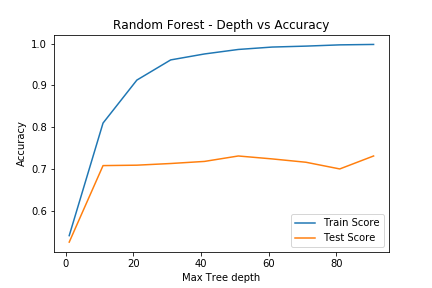 Random Forest - Depth vs Accuracy
1.0
0.9
0.8
0.7
0.6
Accuracy
0 20 40 60 80
Max Tree depth
Train Score
Test Score